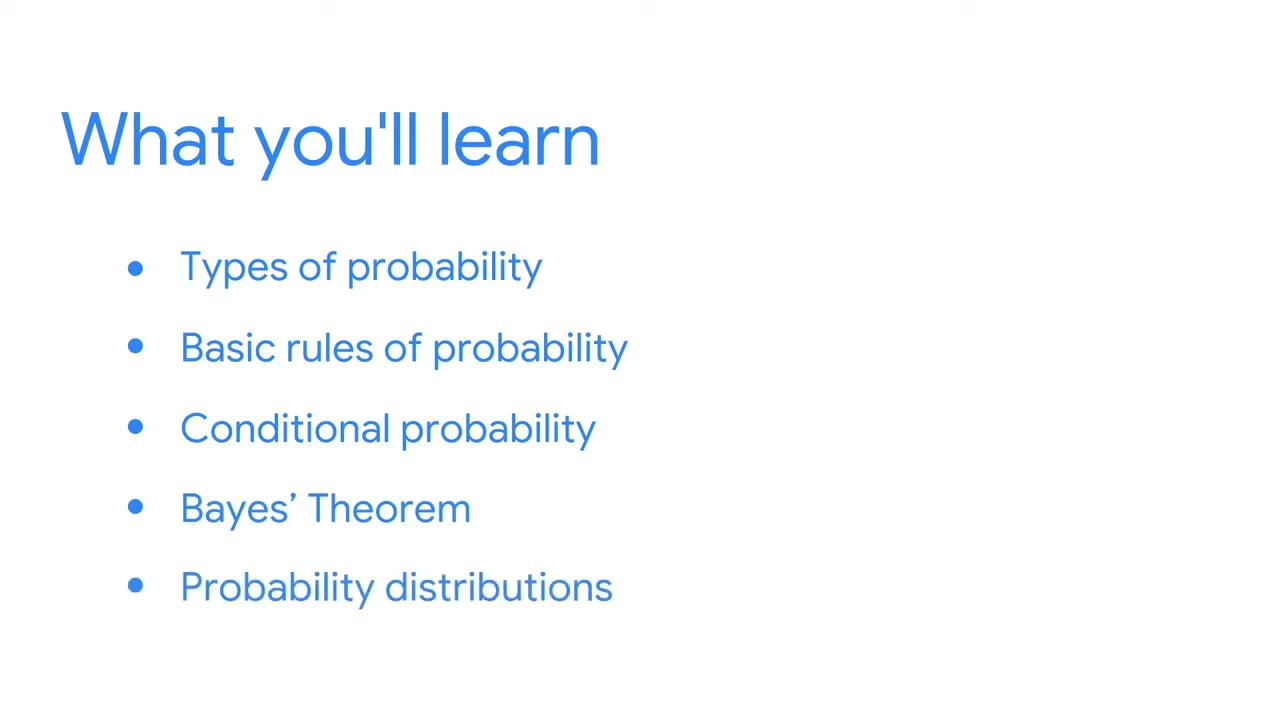 What you'll learn
• Types of probability
• Basic rules of probability
• Conditional probability
• Bayes’ Theorem
• Probability distributions